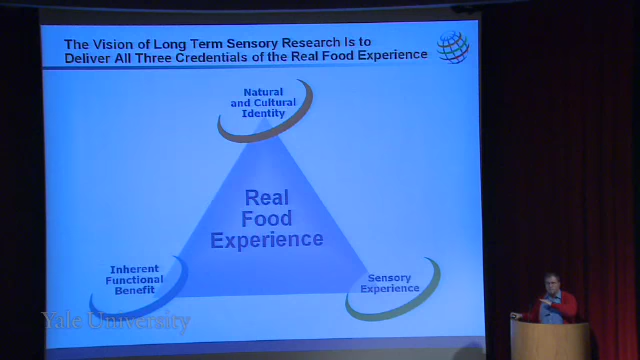 The Vision of Long Term Sensory Research Is to
Deliver All Three Credentials of the Real Food Experience
Natural
and Cultural
Identity
Real
Food
Experience
Inherent
Functional
Benefit
Sensory
Experience
Yale University